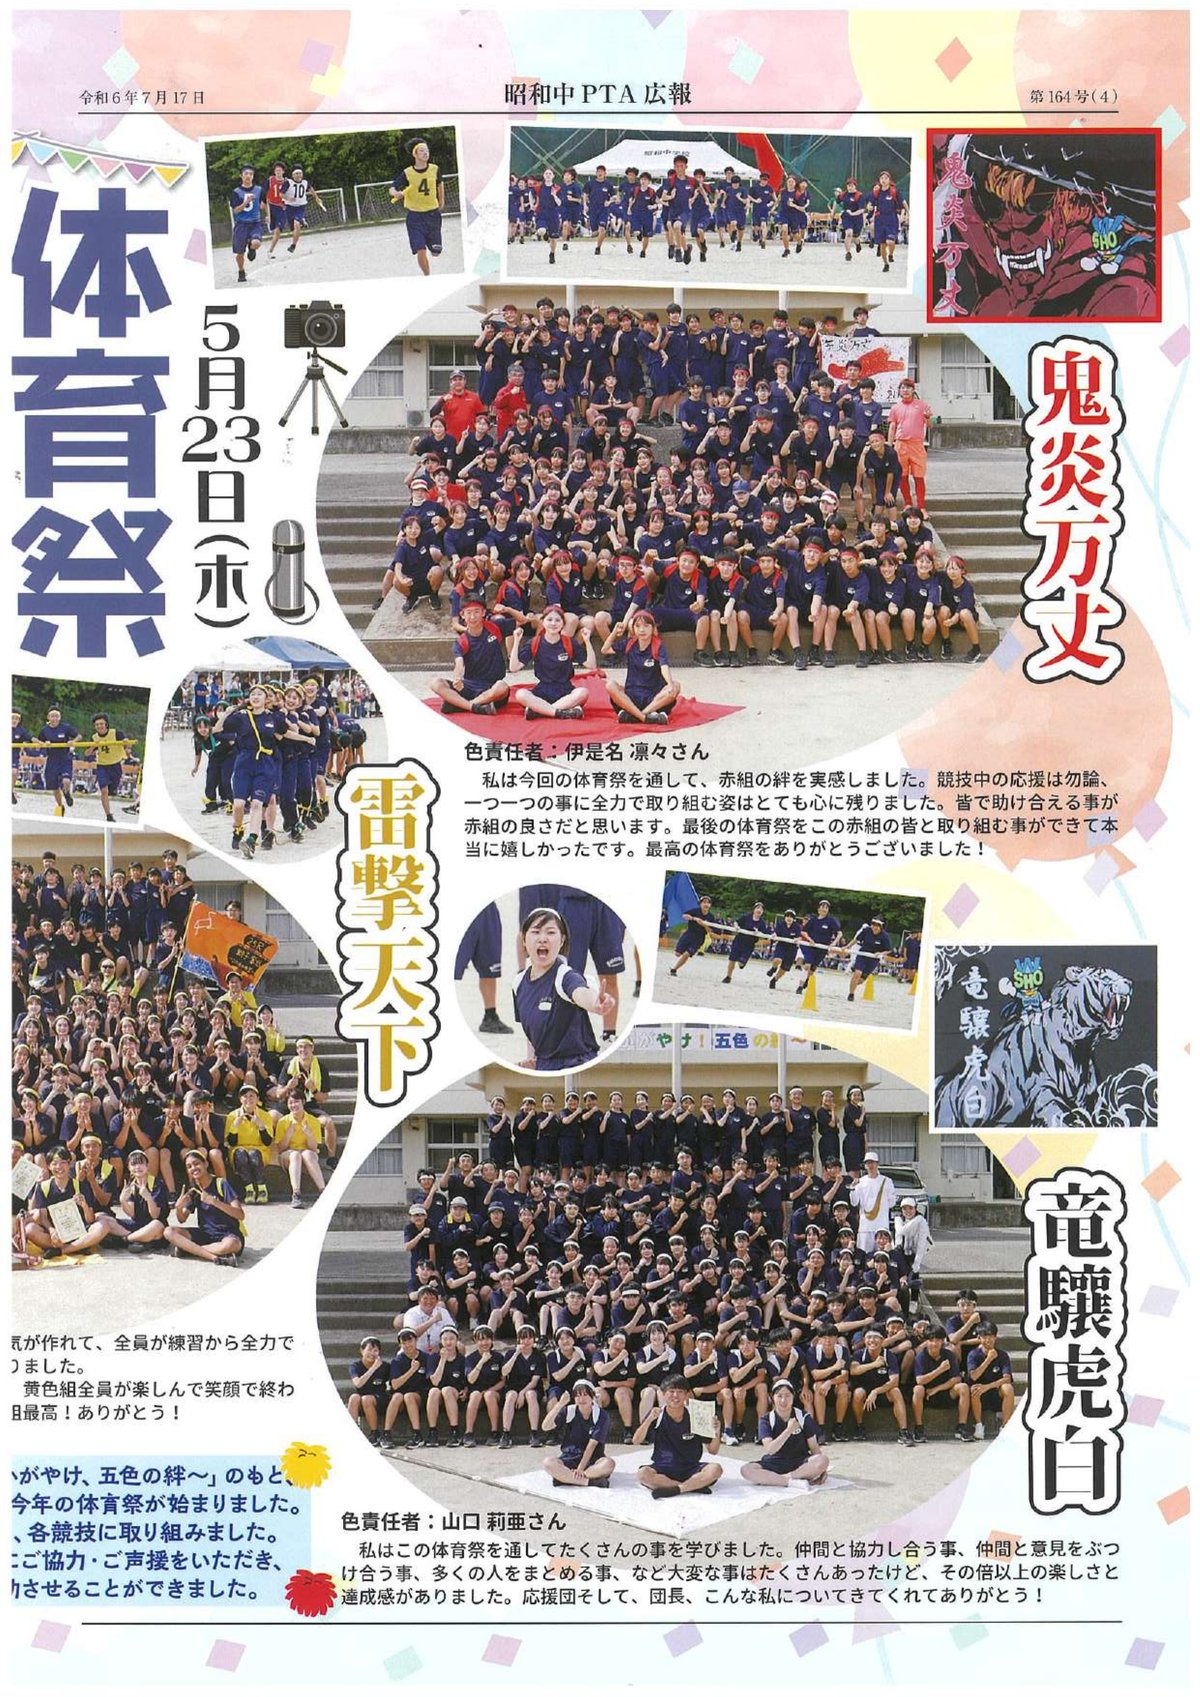 令和6年7月17日
昭和中PTA広報
第164号(4)
体育祭
5月23日(木)
昭和中学校
鬼炎万丈
SHO
鬼炎万丈
色責任者：伊是名 凛々さん
　私は今回の体育祭を通して、赤組の絆を実感しました。競技中の応援は勿論、
一つ一つの事に全力で取り組む姿はとても心に残りました。皆で助け合える事が
赤組の良さだと思います。最後の体育祭をこの赤組の皆と取り組む事ができて本
当に嬉しかったです。最高の体育祭をありがとうございました！
雷撃天下
気が作れて、全員が練習から全力で
りました。
　黄色組全員が楽しんで笑顔で終わ
組最高！ありがとう！
かがやけ、五色の絆～」のもと、
今年の体育祭が始まりました。
、各競技に取り組みました。
にご協力・ご声援をいただき、
功させることができました。
がやけ！五色の絆～
竜驤虎白
SHO
竜驤虎白
色責任者：山口 莉亜さん
　私はこの体育祭を通してたくさんの事を学びました。仲間と協力し合う事、仲間と意見をぶつ
け合う事、多くの人をまとめる事、など大変な事はたくさんあったけど、その倍以上の楽しさと
達成感がありました。応援団そして、団長、こんな私についてきてくれてありがとう！